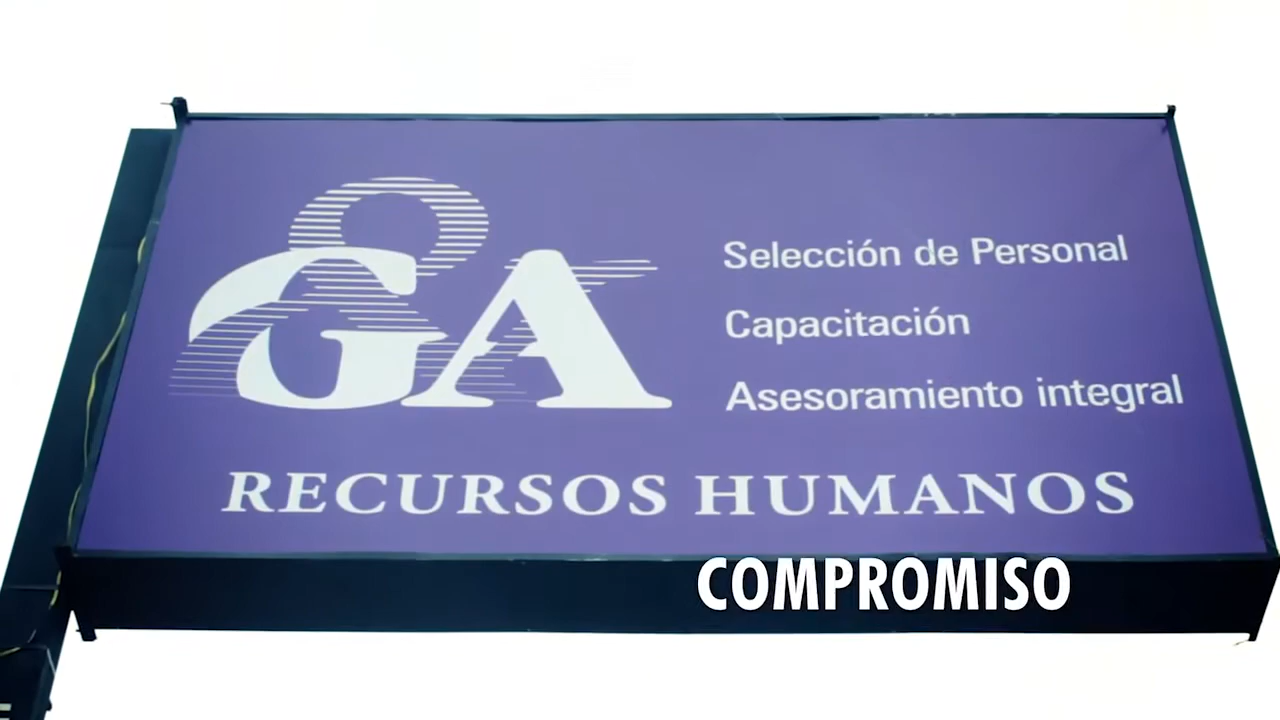 GA
Selección de Personal
Capacitación
Asesoramiento integral
RECURSOS HUMANOS
COMPROMISO